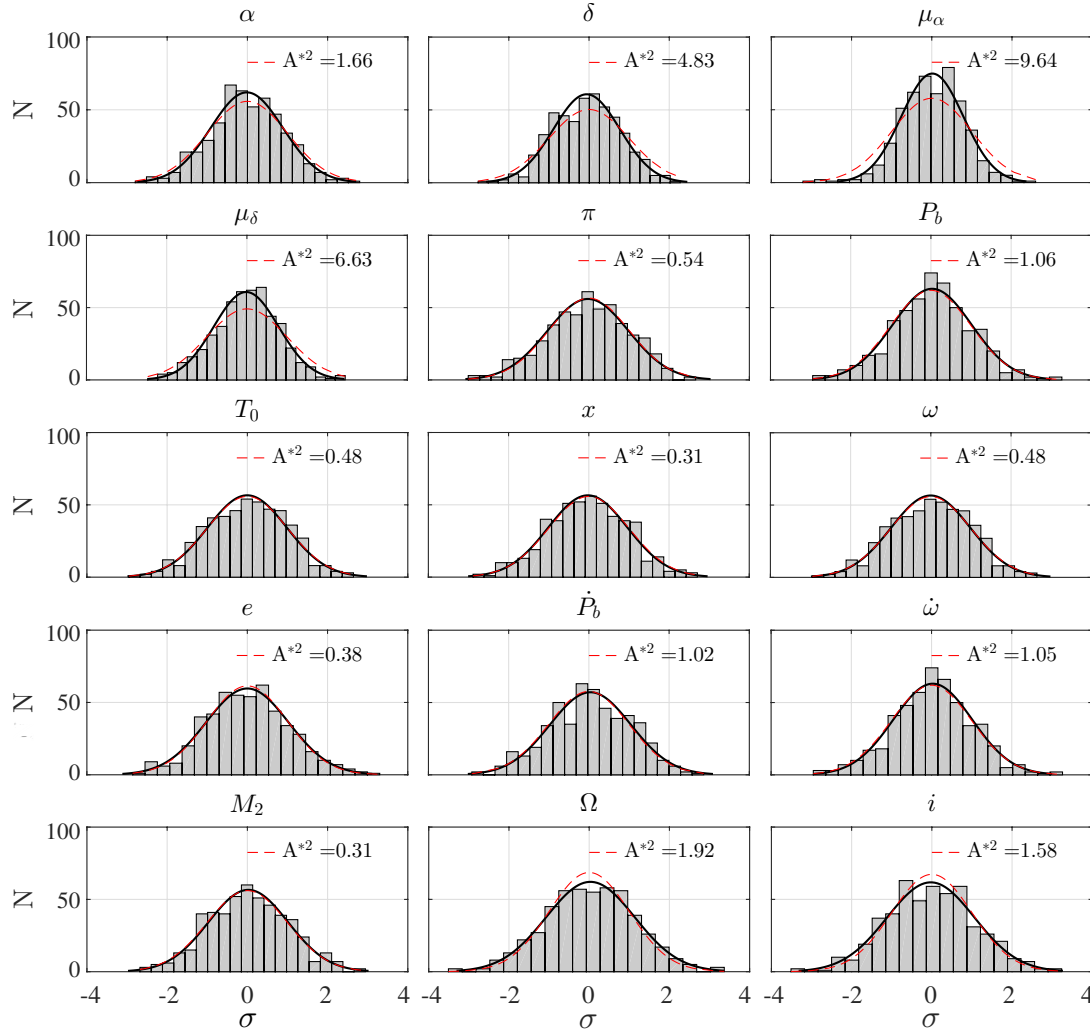 α δ μ_α
100 50 0 N
A*2 =1.66 A*2 =4.83 A*2 =9.64
μ_δ π P_b
100 50 0 N
A*2 =6.63 A*2 =0.54 A*2 =1.06
T_0 x ω
100 50 0 N
A*2 =0.48 A*2 =0.31 A*2 =0.48
e Ṗ_b ω̇
100 50 0 N
A*2 =0.38 A*2 =1.02 A*2 =1.05
M_2 Ω i
100 50 0 N
A*2 =0.31 A*2 =1.92 A*2 =1.58
-4 -2 0 2 4 -2 0 2 -4 -2 0 2 4
σ σ σ